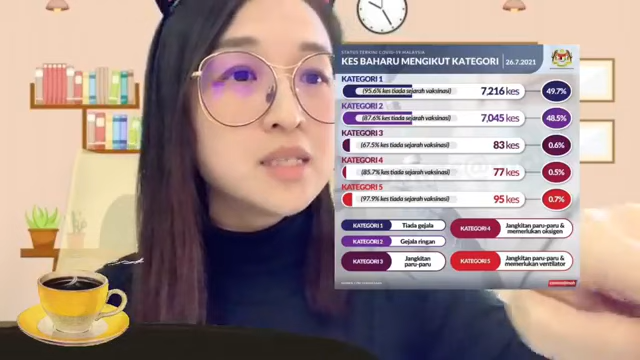 STATUS TERKINI COVID-19 MALAYSIA
KES BAHARU MENGIKUT KATEGORI 26.7.2021
KATEGORI 1
(95.6% kes tiada sejarah vaksinasi) 7,216 kes 49.7%
KATEGORI 2
(87.6% kes tiada sejarah vaksinasi) 7,045 kes 48.5%
KATEGORI 3
(67.5% kes tiada sejarah vaksinasi) 83 kes 0.6%
KATEGORI 4
(85.7% kes tiada sejarah vaksinasi) 77 kes 0.5%
KATEGORI 5
(97.9% kes tiada sejarah vaksinasi) 95 kes 0.7%
KATEGORI 1 Tiada gejala
KATEGORI 2 Gejala ringan
KATEGORI 3 Jangkitan
paru-paru
KATEGORI 4 Jangkitan paru-paru
& memerlukan oksigen
KATEGORI 5 Jangkitan paru-paru
& memerlukan ventilator